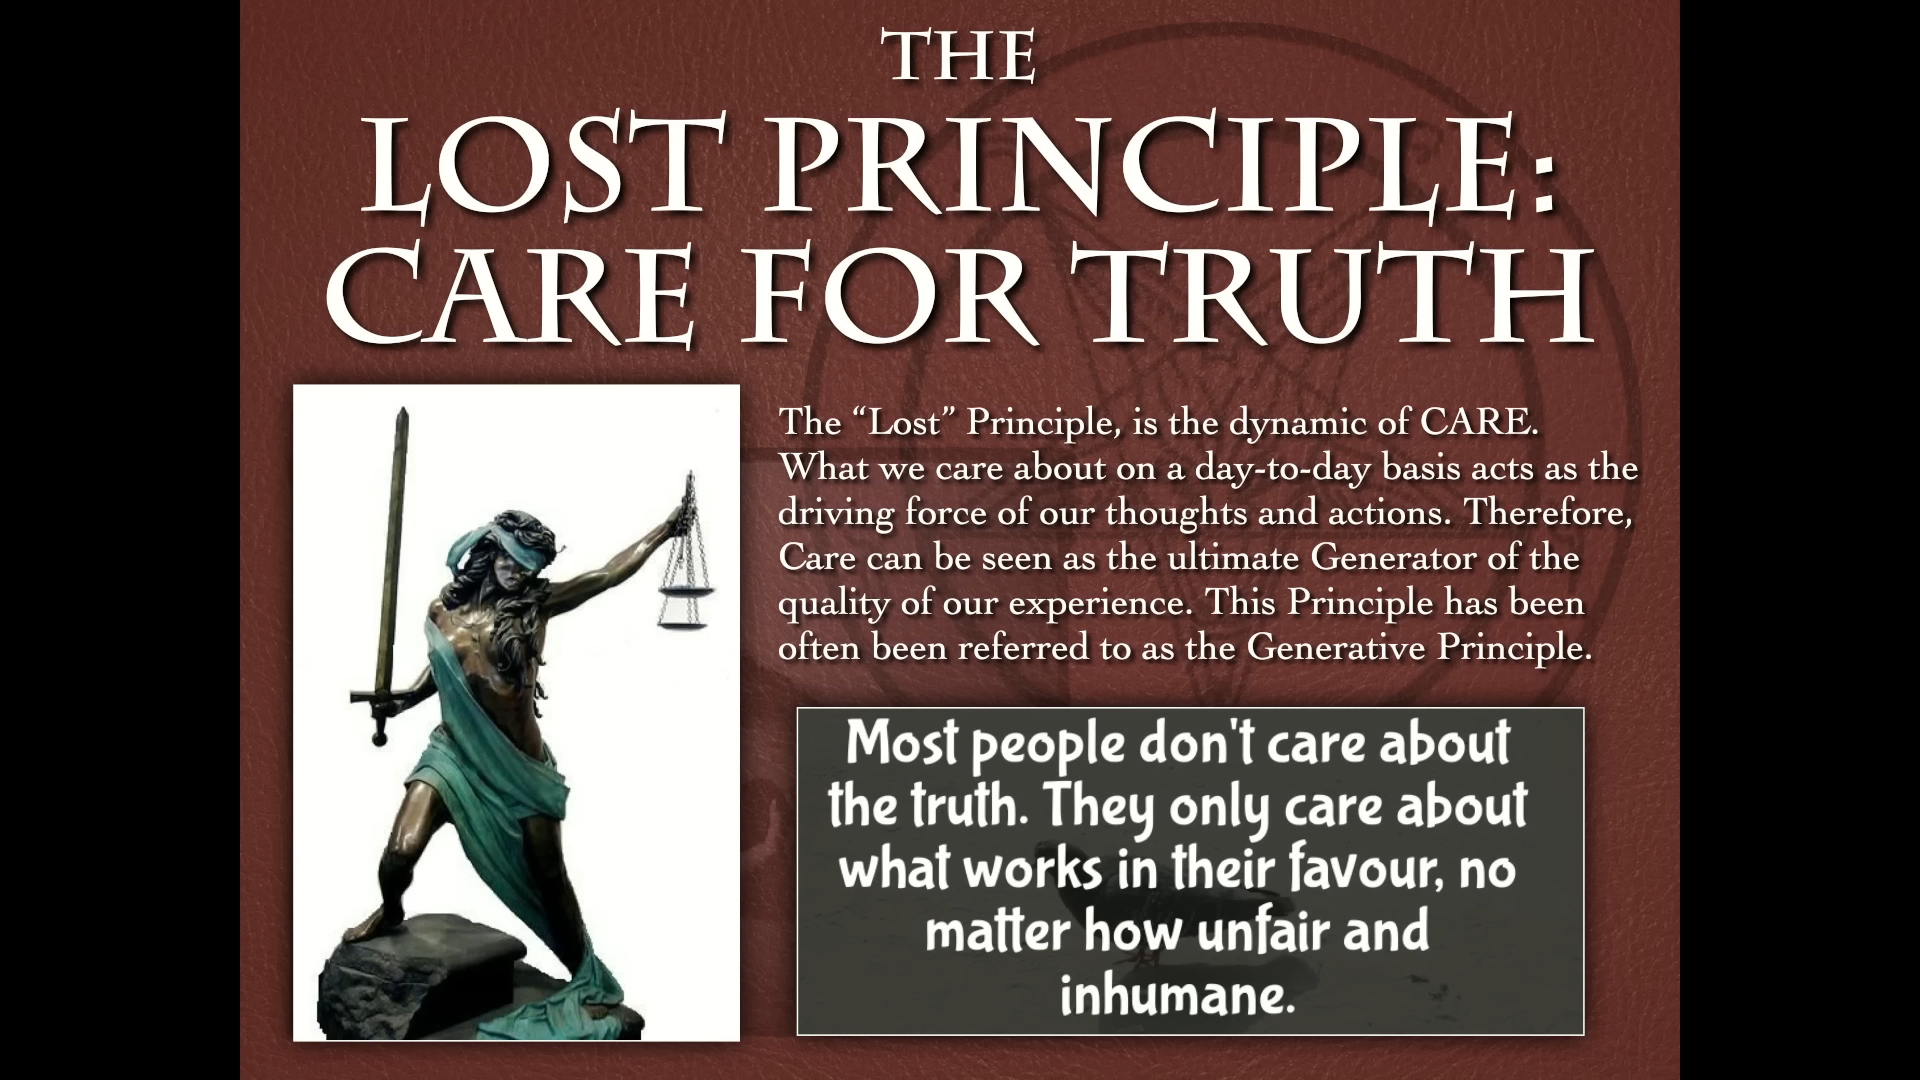 THE
LOST PRINCIPLE:
CARE FOR TRUTH
The “Lost” Principle, is the dynamic of CARE.
What we care about on a day-to-day basis acts as the
driving force of our thoughts and actions. Therefore,
Care can be seen as the ultimate Generator of the
quality of our experience. This Principle has been
often been referred to as the Generative Principle.
Most people don't care about
the truth. They only care about
what works in their favour, no
matter how unfair and
inhumane.